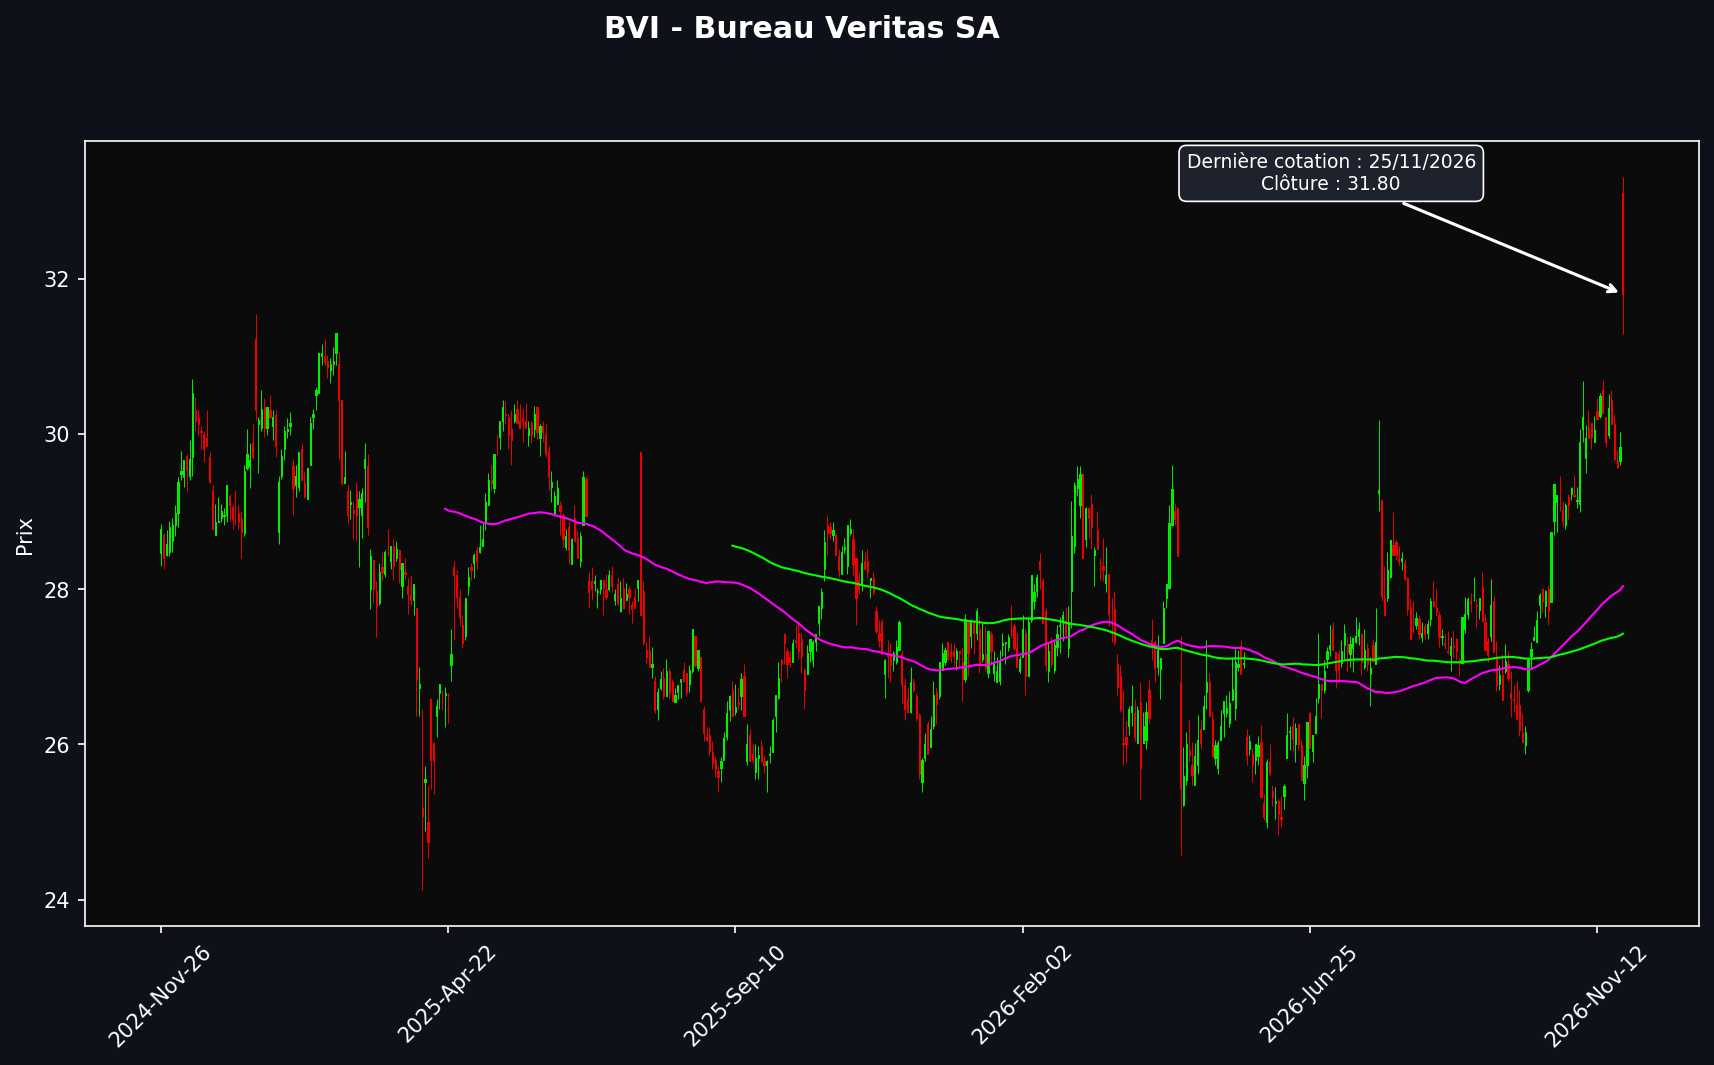 BVI - Bureau Veritas SA
Dernière cotation : 25/11/2026
Clôture : 31.80
Prix
32
30
28
26
24
2024-Nov-26
2025-Apr-22
2025-Sep-10
2026-Feb-02
2026-Jun-25
2026-Nov-12